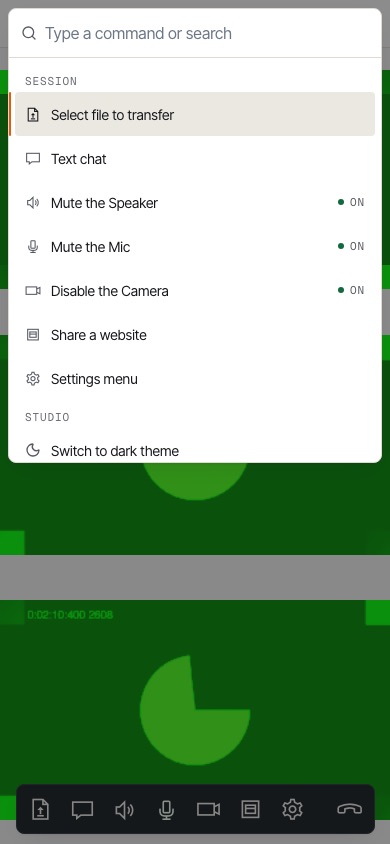 Type a command or search
SESSION
Select file to transfer
Text chat
Mute the Speaker ON
Mute the Mic ON
Disable the Camera ON
Share a website
Settings menu
STUDIO
Switch to dark theme
0:02:10:400 2608